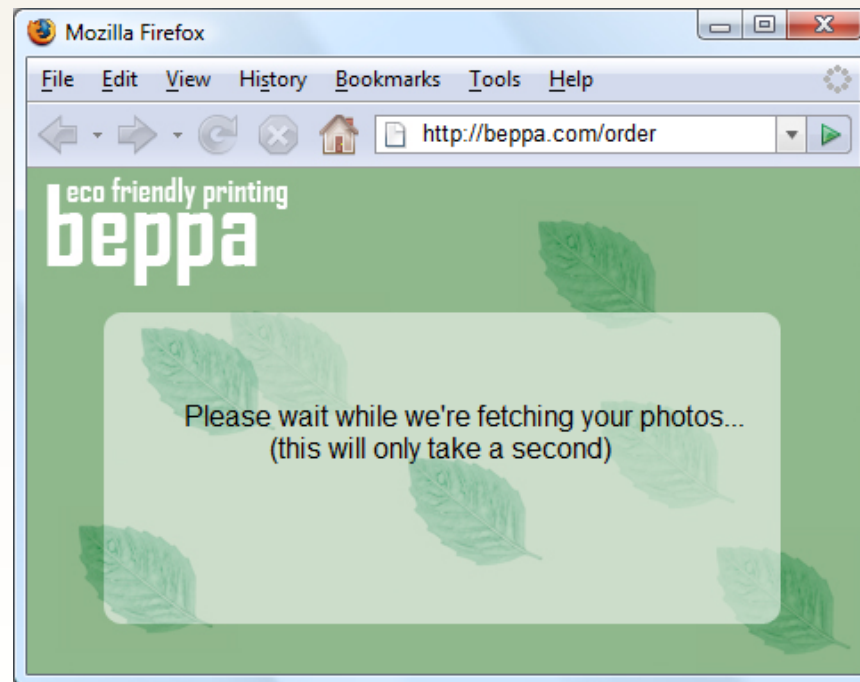 Mozilla Firefox
File Edit View History Bookmarks Tools Help
http://beppa.com/order
eco friendly printing
beppa
Please wait while we're fetching your photos...
(this will only take a second)